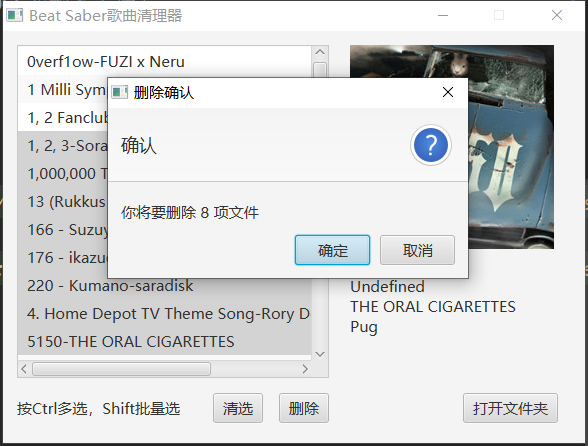 Beat Saber歌曲清理器
0verf1ow-FUZI x Neru
1 Milli Sym
1, 2 Fanclub
1, 2, 3-Sora
1,000,000 T
13 (Rukkus
166 - Suzuy
176 - ikazu
220 - Kumano-saradisk
4. Home Depot TV Theme Song-Rory D
5150-THE ORAL CIGARETTES
删除确认
确认
你将要删除 8 项文件
确定
取消
Undefined
THE ORAL CIGARETTES
Pug
按Ctrl多选，Shift批量选
清选
删除
打开文件夹